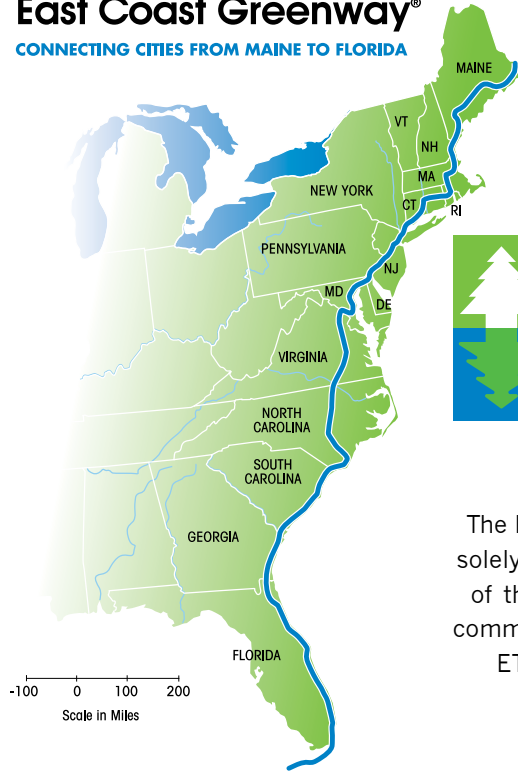 East Coast Greenway®
CONNECTING CITIES FROM MAINE TO FLORIDA
MAINE
VT
NH
MA
NEW YORK
CT
RI
PENNSYLVANIA
NJ
MD
DE
VIRGINIA
NORTH
CAROLINA
SOUTH
CAROLINA
GEORGIA
The
solely
of th
comm
ET
FLORIDA
-100 0 100 200
Scale in Miles